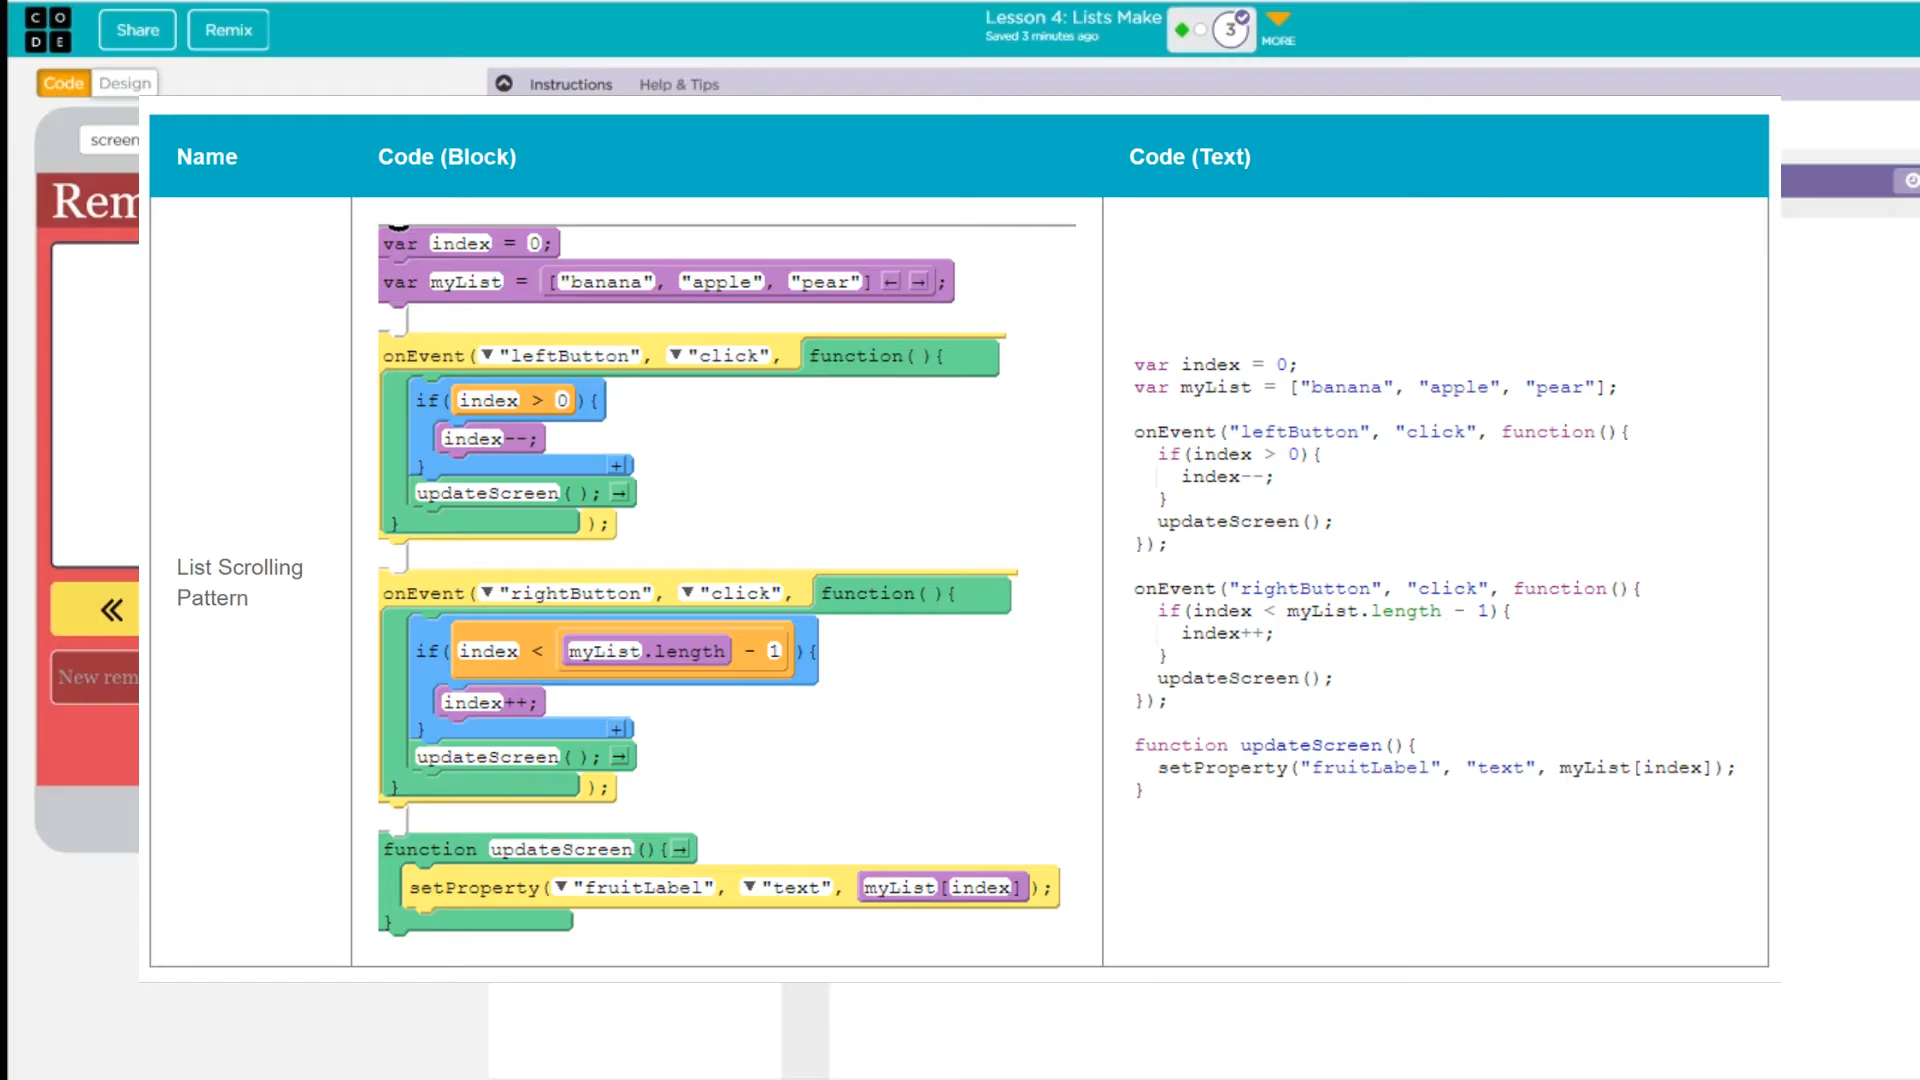 C O
D E
Share
Remix
Lesson 4: Lists Make
Saved 3 minutes ago
3
MORE
Code
Design
Instructions
Help & Tips
screen
Rem
New rem
Name
Code (Block)
Code (Text)
List Scrolling
Pattern
var index = 0;
var myList = ["banana", "apple", "pear"] ← → ;
onEvent(▼"leftButton", ▼"click", function( ){
if( index > 0 ){
index--;
} +
updateScreen( ); →
} );
onEvent(▼"rightButton", ▼"click", function( ){
if( index < myList.length - 1 ){
index++;
} +
updateScreen( ); →
} );
function updateScreen(){ →
setProperty(▼"fruitLabel", ▼"text", myList[index]);
}
var index = 0;
var myList = ["banana", "apple", "pear"];
onEvent("leftButton", "click", function(){
if(index > 0){
index--;
}
updateScreen();
});
onEvent("rightButton", "click", function(){
if(index < myList.length - 1){
index++;
}
updateScreen();
});
function updateScreen(){
setProperty("fruitLabel", "text", myList[index]);
}